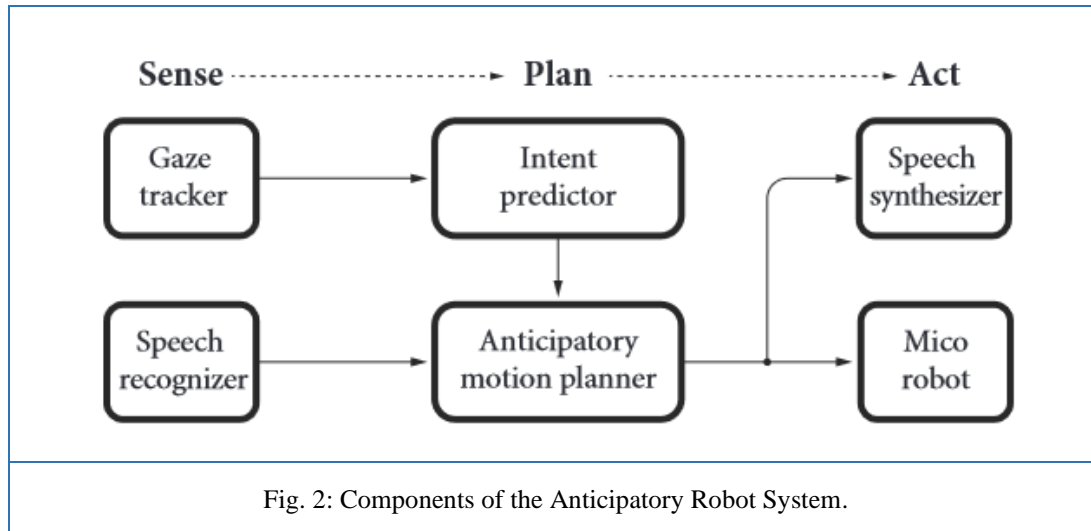 Sense Plan Act
Gaze
tracker
Intent
predictor
Speech
synthesizer
Speech
recognizer
Anticipatory
motion planner
Mico
robot
Fig. 2: Components of the Anticipatory Robot System.